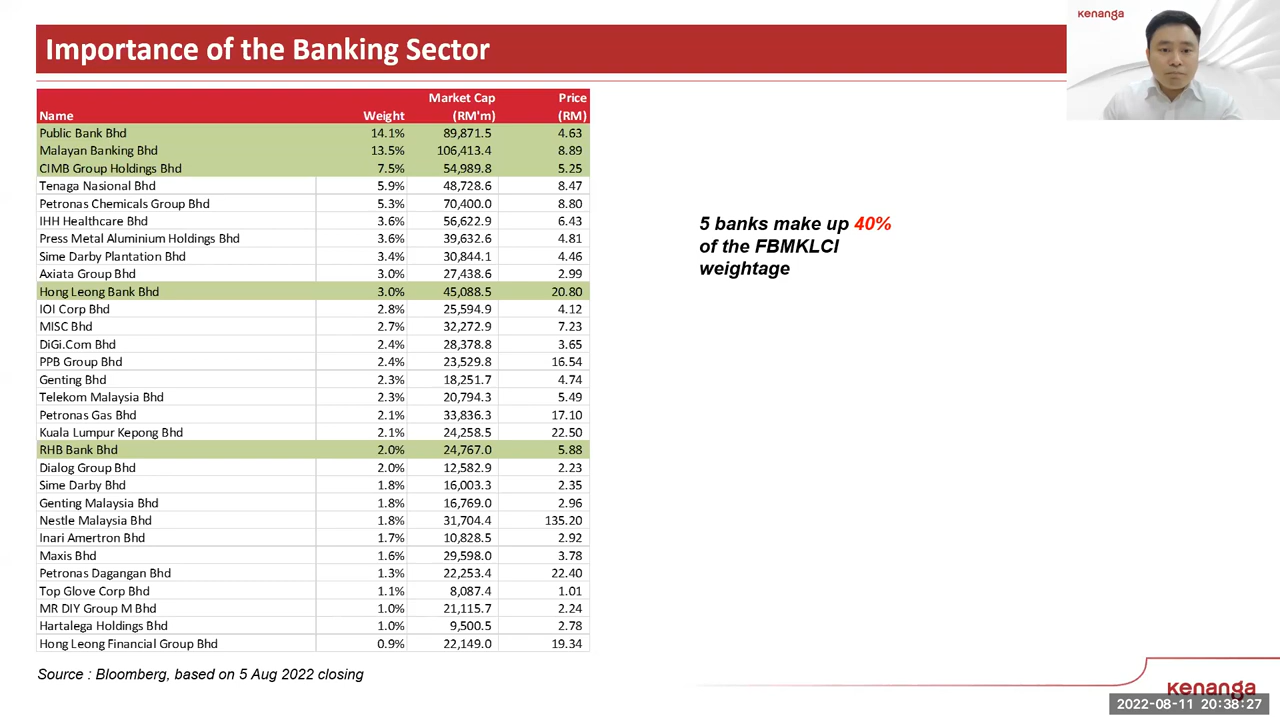 Kenanga
Importance of the Banking Sector
Name Weight Market Cap (RM'm) Price (RM)
Public Bank Bhd 14.1% 89,871.5 4.63
Malayan Banking Bhd 13.5% 106,413.4 8.89
CIMB Group Holdings Bhd 7.5% 54,989.8 5.25
Tenaga Nasional Bhd 5.9% 48,728.6 8.47
Petronas Chemicals Group Bhd 5.3% 70,400.0 8.80
IHH Healthcare Bhd 3.6% 56,622.9 6.43
Press Metal Aluminium Holdings Bhd 3.6% 39,632.6 4.81
Sime Darby Plantation Bhd 3.4% 30,844.1 4.46
Axiata Group Bhd 3.0% 27,438.6 2.99
Hong Leong Bank Bhd 3.0% 45,088.5 20.80
IOI Corp Bhd 2.8% 25,594.9 4.12
MISC Bhd 2.7% 32,272.9 7.23
DiGi.Com Bhd 2.4% 28,378.8 3.65
PPB Group Bhd 2.4% 23,529.8 16.54
Genting Bhd 2.3% 18,251.7 4.74
Telekom Malaysia Bhd 2.3% 20,794.3 5.49
Petronas Gas Bhd 2.1% 33,836.3 17.10
Kuala Lumpur Kepong Bhd 2.1% 24,258.5 22.50
RHB Bank Bhd 2.0% 24,767.0 5.88
Dialog Group Bhd 2.0% 12,582.9 2.23
Sime Darby Bhd 1.8% 16,003.3 2.35
Genting Malaysia Bhd 1.8% 16,769.0 2.96
Nestle Malaysia Bhd 1.8% 31,704.4 135.20
Inari Amertron Bhd 1.7% 10,828.5 2.92
Maxis Bhd 1.6% 29,598.0 3.78
Petronas Dagangan Bhd 1.3% 22,253.4 22.40
Top Glove Corp Bhd 1.1% 8,087.4 1.01
MR DIY Group M Bhd 1.0% 21,115.7 2.24
Hartalega Holdings Bhd 1.0% 9,500.5 2.78
Hong Leong Financial Group Bhd 0.9% 22,149.0 19.34
5 banks make up 40%
of the FBMKLCI
weightage
Source : Bloomberg, based on 5 Aug 2022 closing
Kenanga
2022-08-11 20:38:27